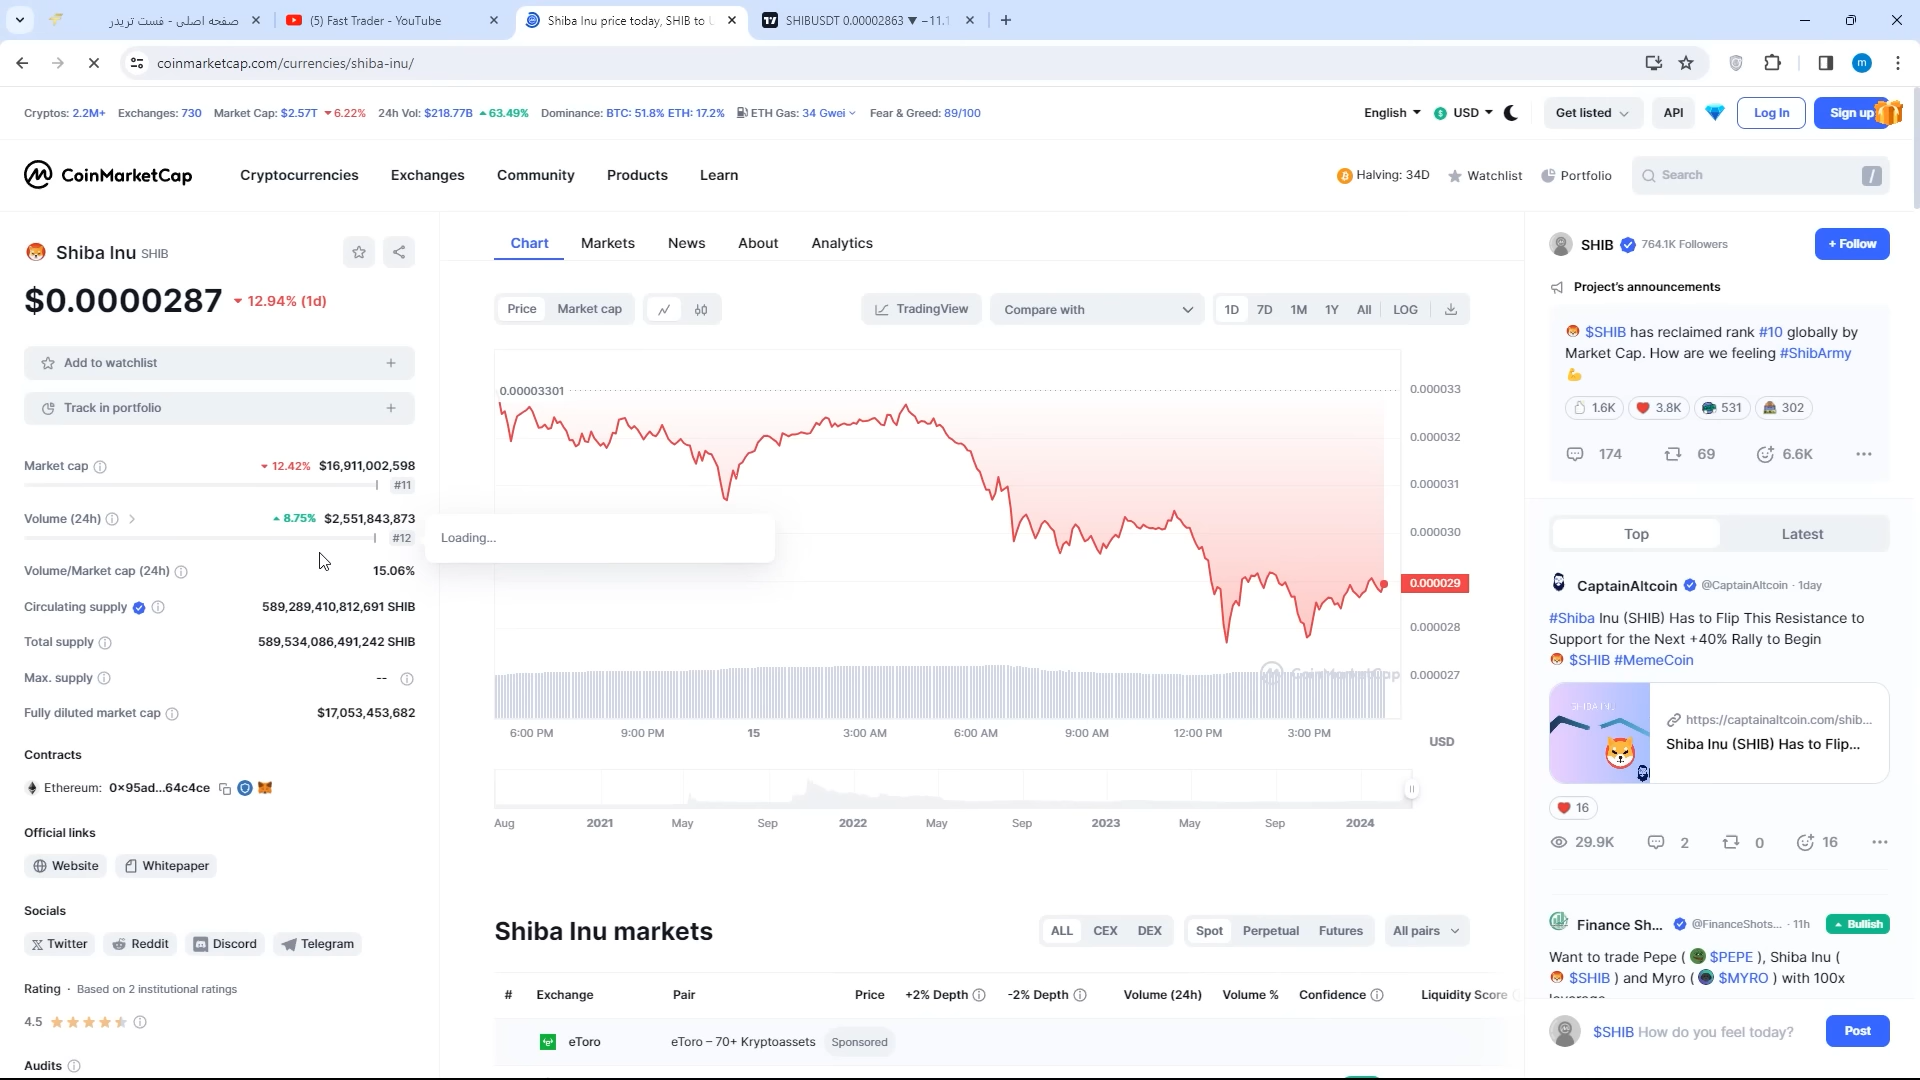 صفحه اصلی - فست تریدر
(5) Fast Trader - YouTube
Shiba Inu price today, SHIB to U
SHIBUSDT 0.00002863 ▼ −11.1
coinmarketcap.com/currencies/shiba-inu/
m
Cryptos: 2.2M+ Exchanges: 730 Market Cap: $2.57T 6.22% 24h Vol: $218.77B 63.49% Dominance: BTC: 51.8% ETH: 17.2% ETH Gas: 34 Gwei Fear & Greed: 89/100
English USD Get listed API Log In Sign up
CoinMarketCap Cryptocurrencies Exchanges Community Products Learn
Halving: 34D Watchlist Portfolio Search /
Shiba Inu SHIB
$0.0000287 12.94% (1d)
Add to watchlist +
Track in portfolio +
Market cap 12.42% $16,911,002,598
#11
Volume (24h) 8.75% $2,551,843,873
#12
Loading...
Volume/Market cap (24h) 15.06%
Circulating supply 589,289,410,812,691 SHIB
Total supply 589,534,086,491,242 SHIB
Max. supply --
Fully diluted market cap $17,053,453,682
Contracts
Ethereum: 0x95ad...64c4ce
Official links
Website Whitepaper
Socials
Twitter Reddit Discord Telegram
Rating · Based on 2 institutional ratings
4.5
Audits
Chart Markets News About Analytics
Price Market cap TradingView Compare with 1D 7D 1M 1Y All LOG
0.00003301
0.000033
0.000032
0.000031
0.000030
0.000029
0.000028
0.000027
CoinMarketCap
6:00 PM 9:00 PM 15 3:00 AM 6:00 AM 9:00 AM 12:00 PM 3:00 PM
USD
Aug 2021 May Sep 2022 May Sep 2023 May Sep 2024
Shiba Inu markets
ALL CEX DEX Spot Perpetual Futures All pairs
# Exchange Pair Price +2% Depth -2% Depth Volume (24h) Volume % Confidence Liquidity Score
eToro eToro – 70+ Kryptoassets Sponsored
SHIB 764.1K Followers + Follow
Project's announcements
$SHIB has reclaimed rank #10 globally by
Market Cap. How are we feeling #ShibArmy
1.6K 3.8K 531 302
174 69 6.6K
Top Latest
CaptainAltcoin @CaptainAltcoin · 1day
#Shiba Inu (SHIB) Has to Flip This Resistance to
Support for the Next +40% Rally to Begin
$SHIB #MemeCoin
https://captainaltcoin.com/shib...
Shiba Inu (SHIB) Has to Flip...
16
29.9K 2 0 16
Finance Sh... @FinanceShots... · 11h Bullish
Want to trade Pepe ( $PEPE ), Shiba Inu (
$SHIB ) and Myro ( $MYRO ) with 100x
leverage
$SHIB How do you feel today? Post